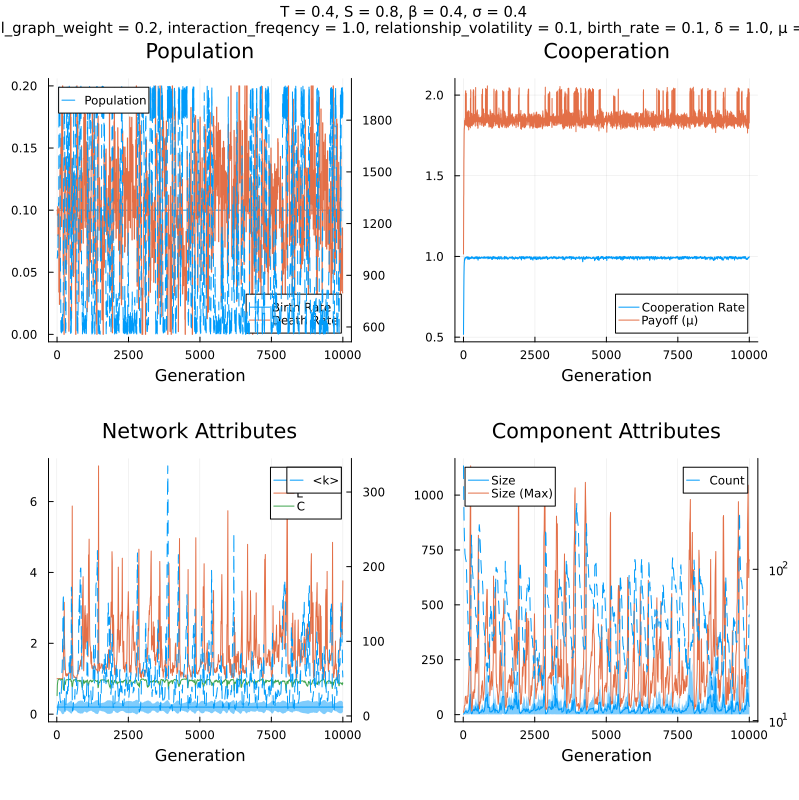 T = 0.4, S = 0.8, β = 0.4, σ = 0.4
l_graph_weight = 0.2, interaction_freqency = 1.0, relationship_volatility = 0.1, birth_rate = 0.1, δ = 1.0, μ =
Population Cooperation
0.20
0.15
0.10
0.05
0.00
Population
1800
1500
1200
900
600
Birth Rate
Death Rate
0 2500 5000 7500 10000
Generation
2.0
1.5
1.0
0.5
Cooperation Rate
Payoff (μ)
0 2500 5000 7500 10000
Generation
Network Attributes Component Attributes
6
4
2
0
<k>
L
C
300
200
100
0
0 2500 5000 7500 10000
Generation
1000
750
500
250
0
Size
Size (Max)
Count
10²
10¹
0 2500 5000 7500 10000
Generation